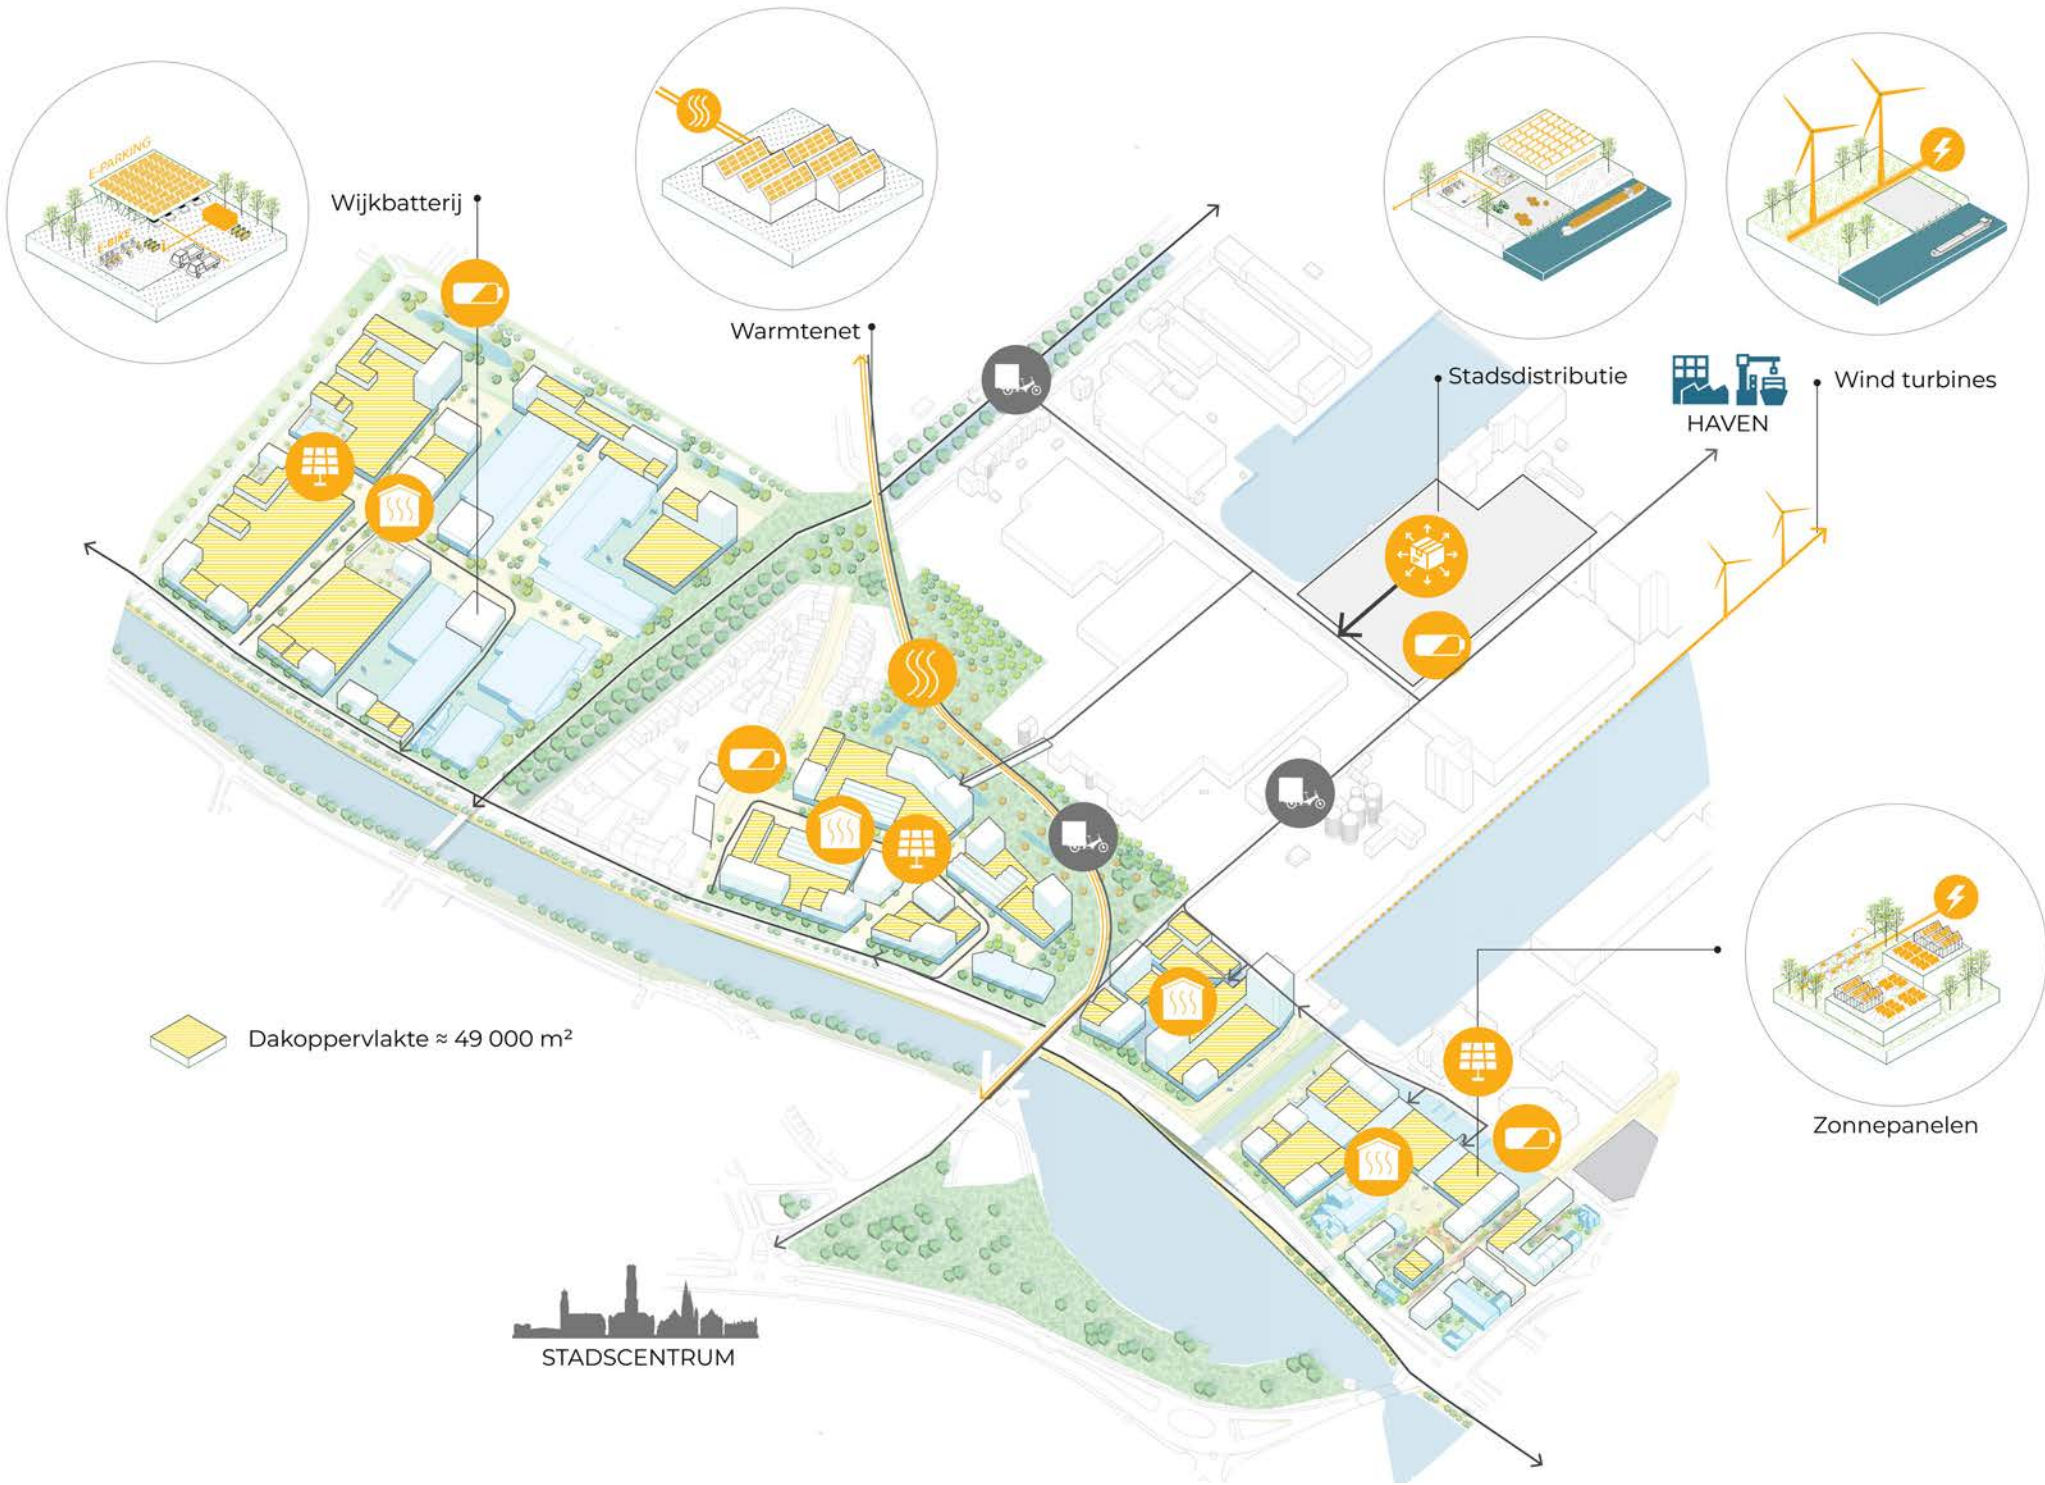 E-PARKING
E-BIKE
Wijkbatterij
Warmtenet
Stadsdistributie
HAVEN
Wind turbines
Dakoppervlakte ≈ 49 000 m²
Zonnepanelen
STADSCENTRUM